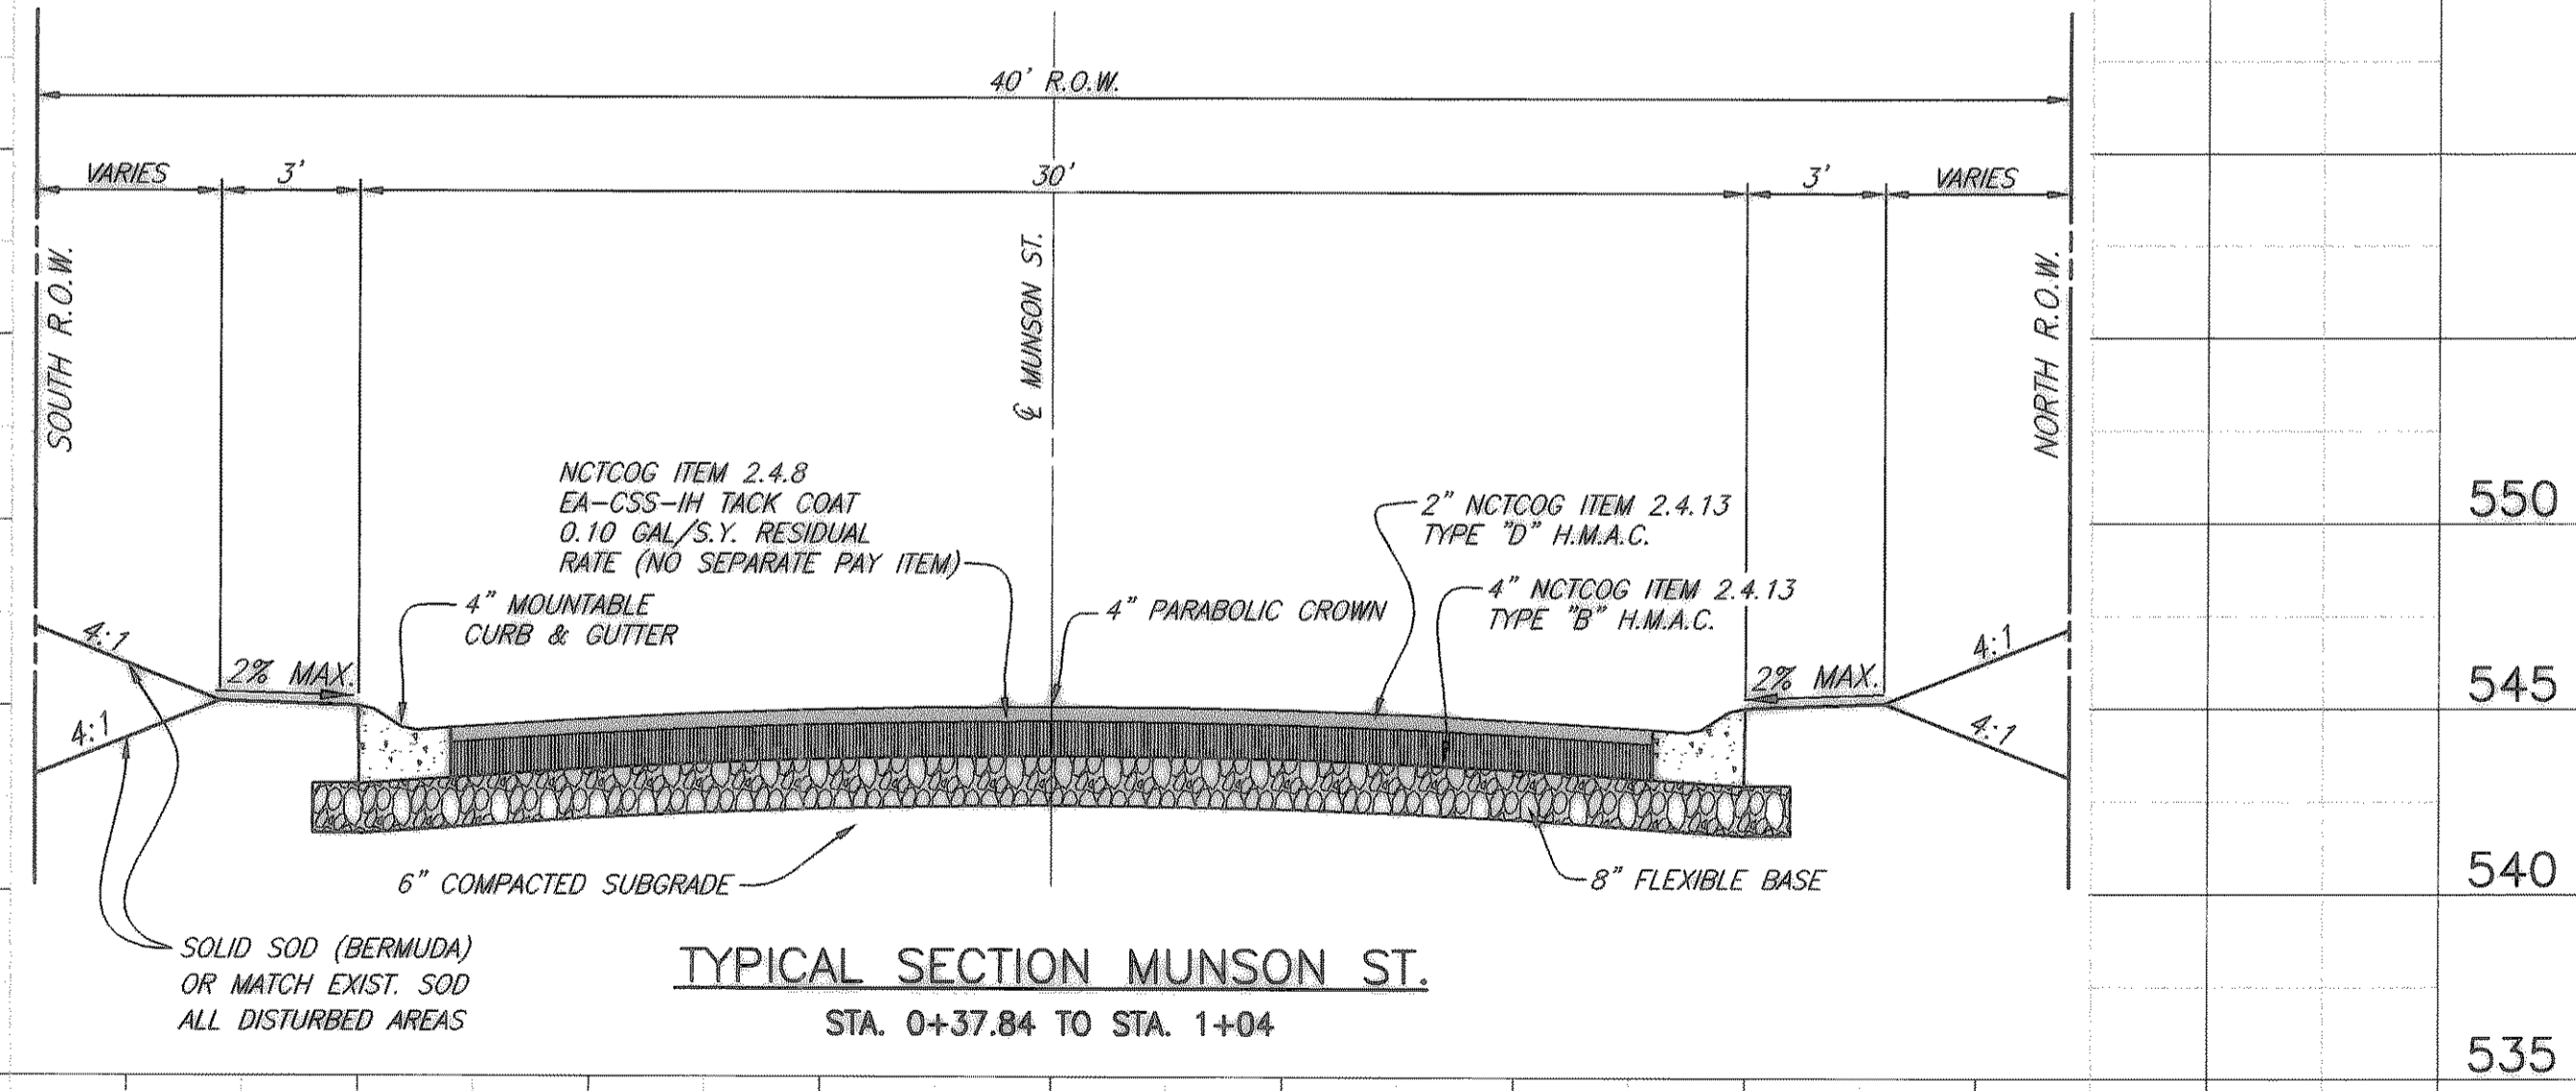 40' R.O.W.
VARIES
3'
30'
3'
VARIES
SOUTH R.O.W.
℄ MUNSON ST.
NORTH R.O.W.
NCTCOG ITEM 2.4.8
EA-CSS-IH TACK COAT
0.10 GAL/S.Y. RESIDUAL
RATE (NO SEPARATE PAY ITEM)
2" NCTCOG ITEM 2.4.13
TYPE "D" H.M.A.C.
4" NCTCOG ITEM 2.4.13
TYPE "B" H.M.A.C.
4" MOUNTABLE
CURB & GUTTER
4" PARABOLIC CROWN
4:1
2% MAX.
4:1
4:1
2% MAX.
4:1
6" COMPACTED SUBGRADE
8" FLEXIBLE BASE
SOLID SOD (BERMUDA)
OR MATCH EXIST. SOD
ALL DISTURBED AREAS
TYPICAL SECTION MUNSON ST.
STA. 0+37.84 TO STA. 1+04
550
545
540
535